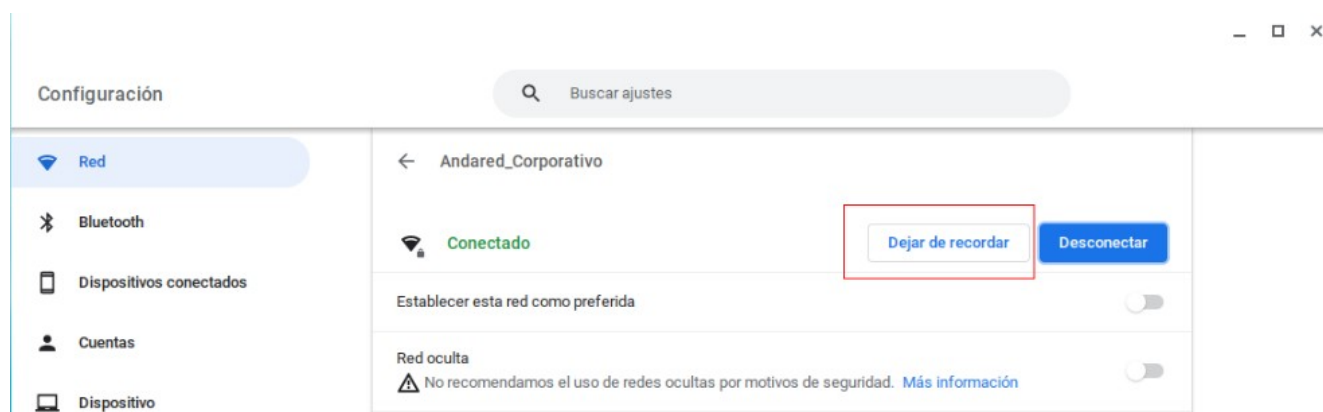 Configuración
Buscar ajustes
Red
Bluetooth
Dispositivos conectados
Cuentas
Dispositivo
Andared_Corporativo
Conectado
Dejar de recordar
Desconectar
Establecer esta red como preferida
Red oculta
No recomendamos el uso de redes ocultas por motivos de seguridad. Más información